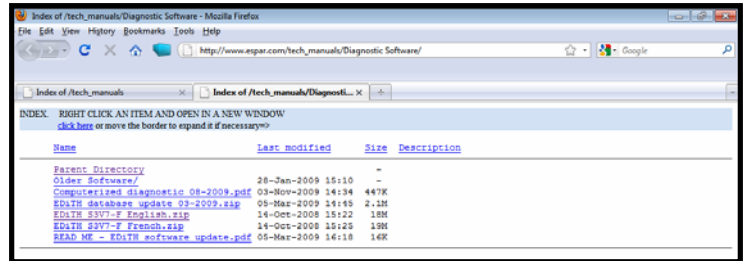 Index of /tech_manuals/Diagnostic Software - Mozilla Firefox
File Edit View History Bookmarks Tools Help
http://www.espar.com/tech_manuals/Diagnostic Software/
Google
Index of /tech_manuals
Index of /tech_manuals/Diagnosti...
INDEX. RIGHT CLICK AN ITEM AND OPEN IN A NEW WINDOW
click here or move the border to expand it if necessary=>
Name Last modified Size Description
Parent Directory -
Older Software/ 28-Jan-2009 15:10 -
Computerized diagnostic 08-2009.pdf 03-Nov-2009 14:34 447K
EDiTH database update 03-2009.zip 05-Mar-2009 14:45 2.1M
EDiTH S3V7-F English.zip 14-Oct-2008 15:22 18M
EDiTH S3V7-F French.zip 14-Oct-2008 15:25 19M
READ ME - EDiTH software update.pdf 05-Mar-2009 16:18 16K